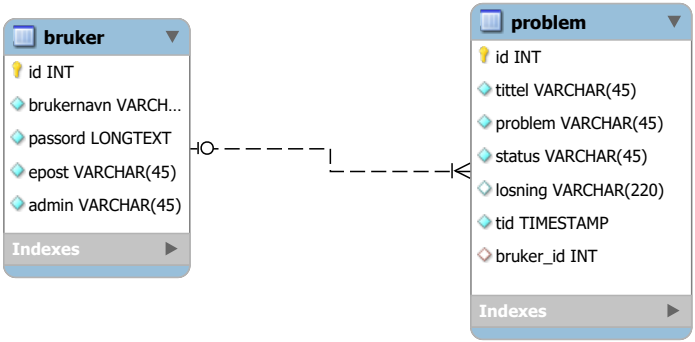 bruker
id INT
brukernavn VARCH...
passord LONGTEXT
epost VARCHAR(45)
admin VARCHAR(45)
Indexes
problem
id INT
tittel VARCHAR(45)
problem VARCHAR(45)
status VARCHAR(45)
losning VARCHAR(220)
tid TIMESTAMP
bruker_id INT
Indexes